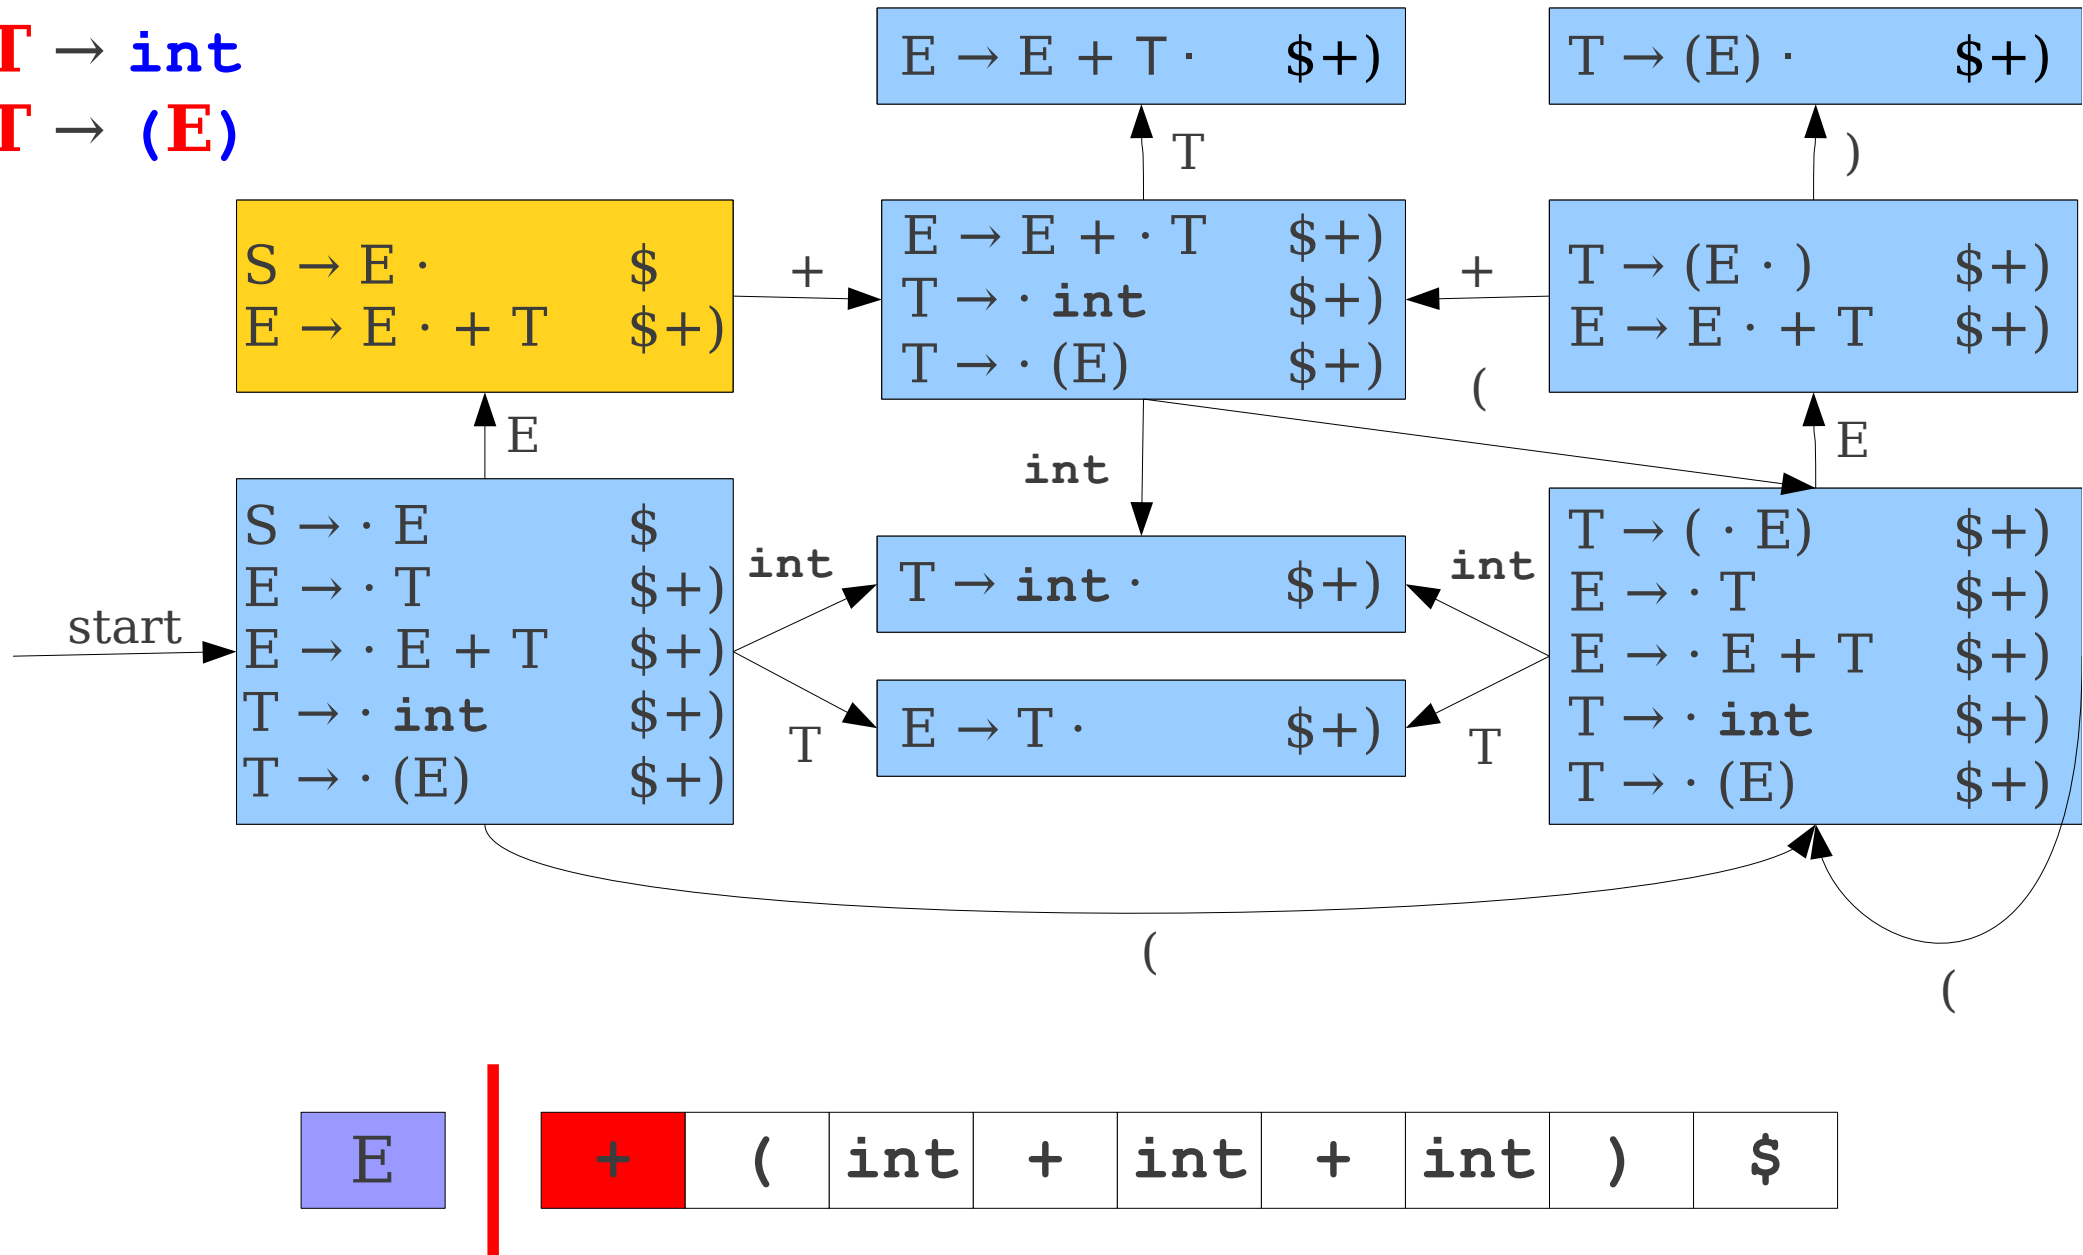 T → int
T → (E)
E → E + T · $+)
T → (E) · $+)
T
)
S → E · $
E → E · + T $+)
+
E → E + · T $+)
T → · int $+)
T → · (E) $+)
+
T → (E · ) $+)
E → E · + T $+)
(
E
int
E
S → · E $
E → · T $+)
E → · E + T $+)
T → · int $+)
T → · (E) $+)
start
int
T → int · $+)
int
T
E → T · $+)
T
T → ( · E) $+)
E → · T $+)
E → · E + T $+)
T → · int $+)
T → · (E) $+)
(
(
E + ( int + int + int ) $